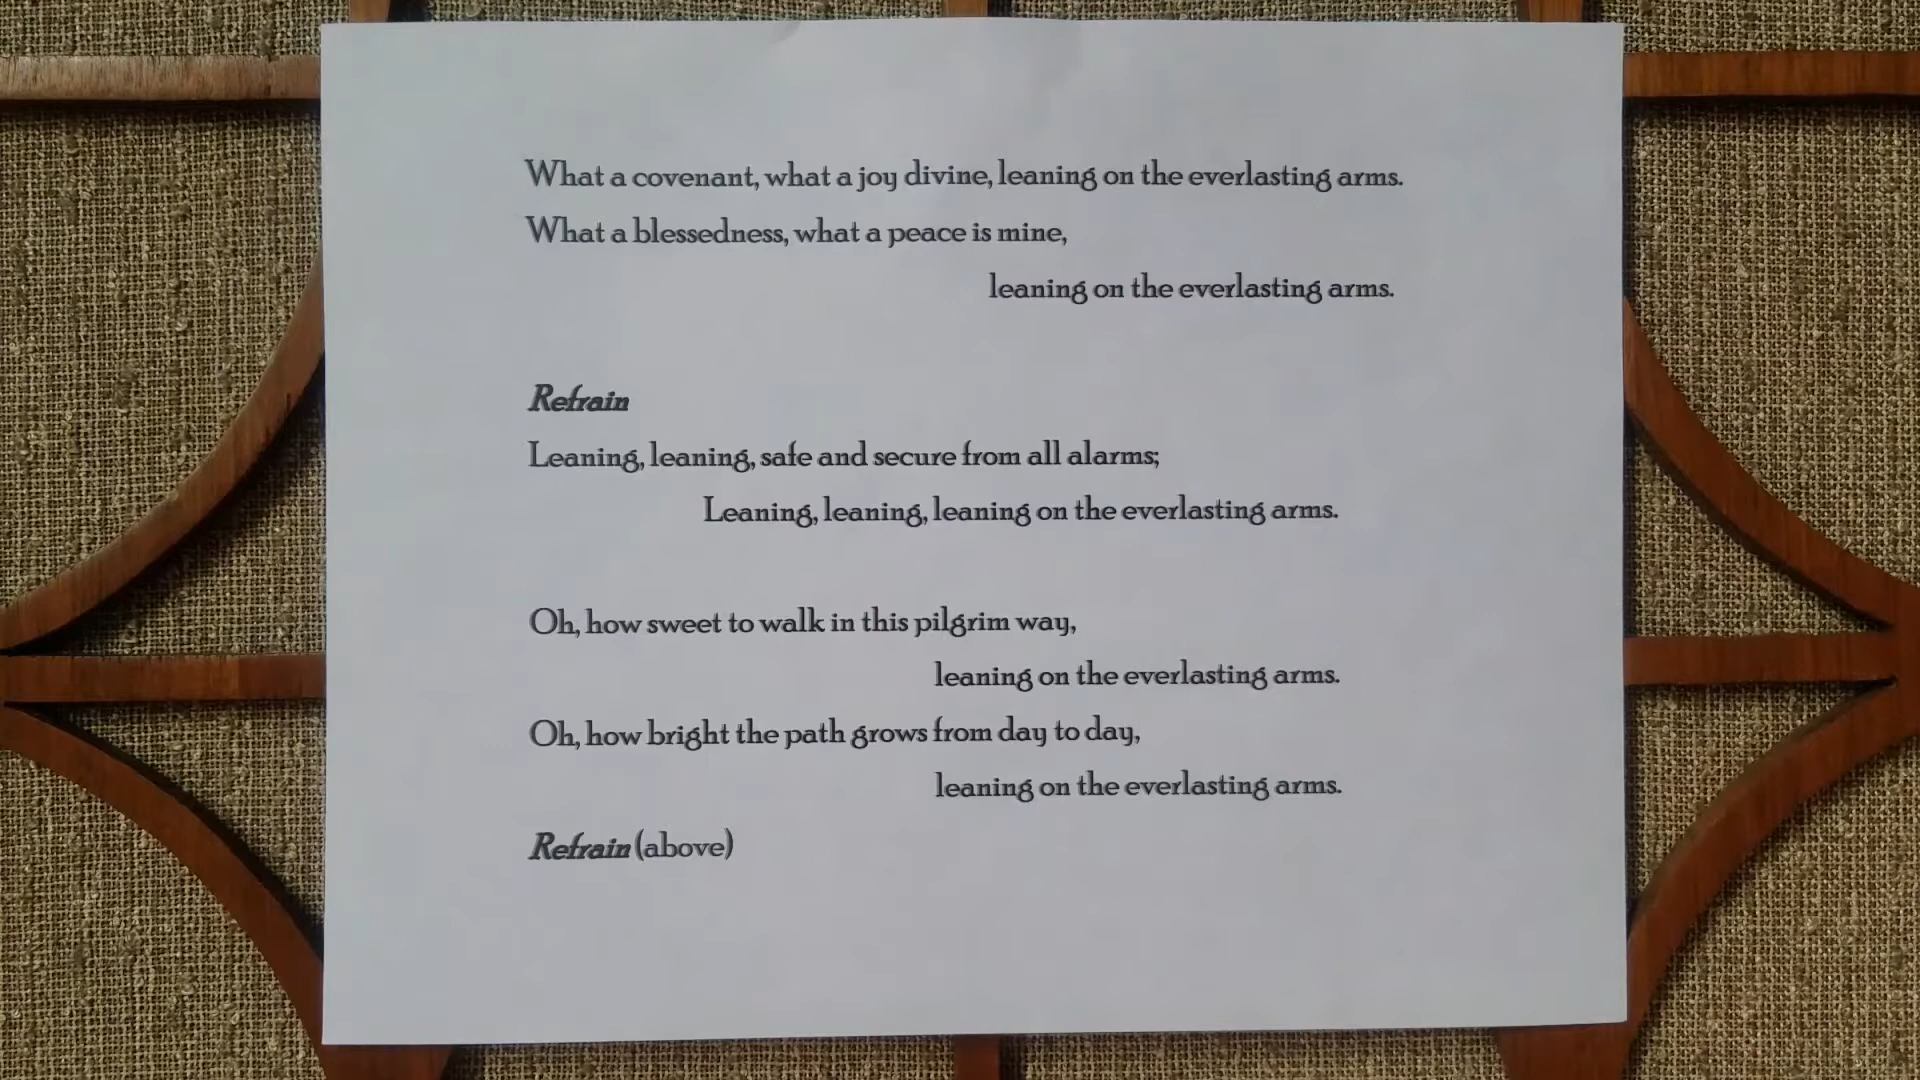 What a covenant, what a joy divine, leaning on the everlasting arms.
What a blessedness, what a peace is mine,
leaning on the everlasting arms.
Refrain
Leaning, leaning, safe and secure from all alarms;
Leaning, leaning, leaning on the everlasting arms.
Oh, how sweet to walk in this pilgrim way,
leaning on the everlasting arms.
Oh, how bright the path grows from day to day,
leaning on the everlasting arms.
Refrain (above)